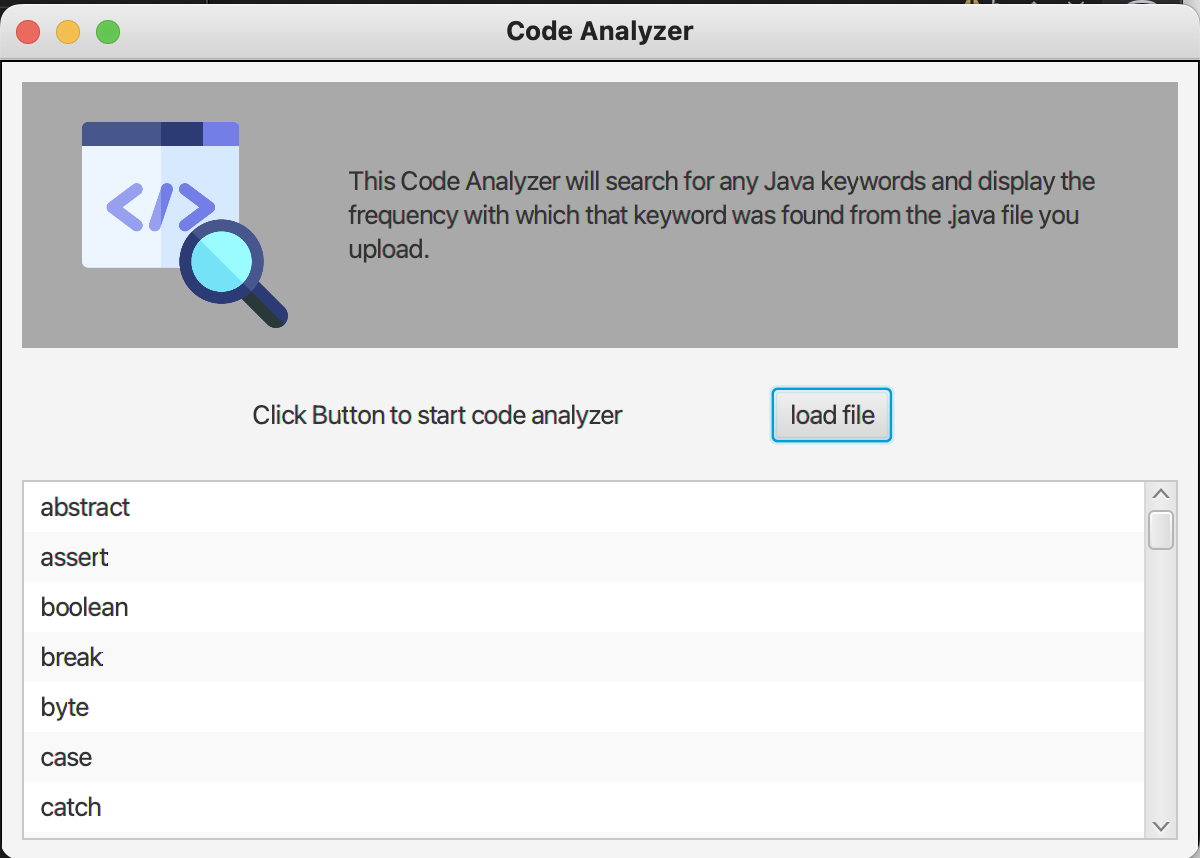 Code Analyzer
</>
This Code Analyzer will search for any Java keywords and display the
frequency with which that keyword was found from the .java file you
upload.
Click Button to start code analyzer
load file
abstract
assert
boolean
break
byte
case
catch